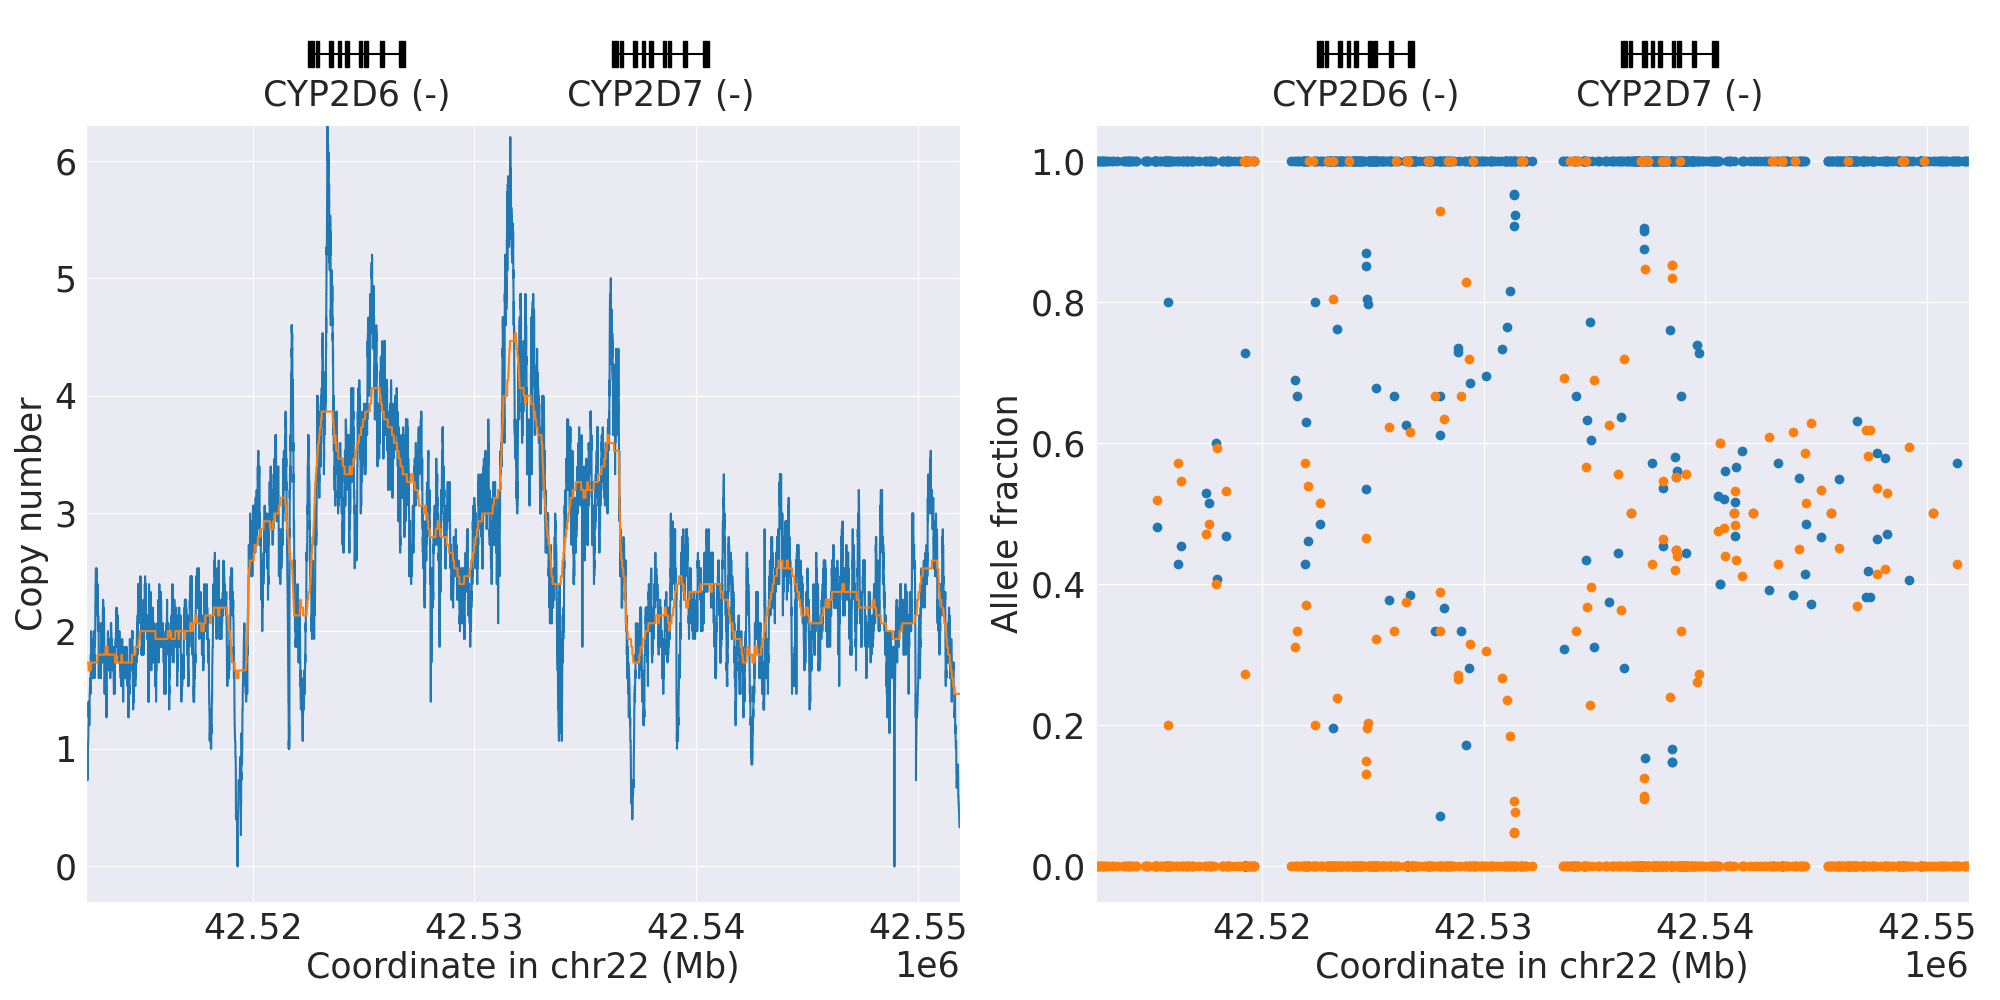 CYP2D6 (-) CYP2D7 (-)
6
5
4
3
2
1
0
Copy number
42.52 42.53 42.54 42.55
1e6
Coordinate in chr22 (Mb)
CYP2D6 (-) CYP2D7 (-)
1.0
0.8
0.6
0.4
0.2
0.0
Allele fraction
42.52 42.53 42.54 42.55
1e6
Coordinate in chr22 (Mb)